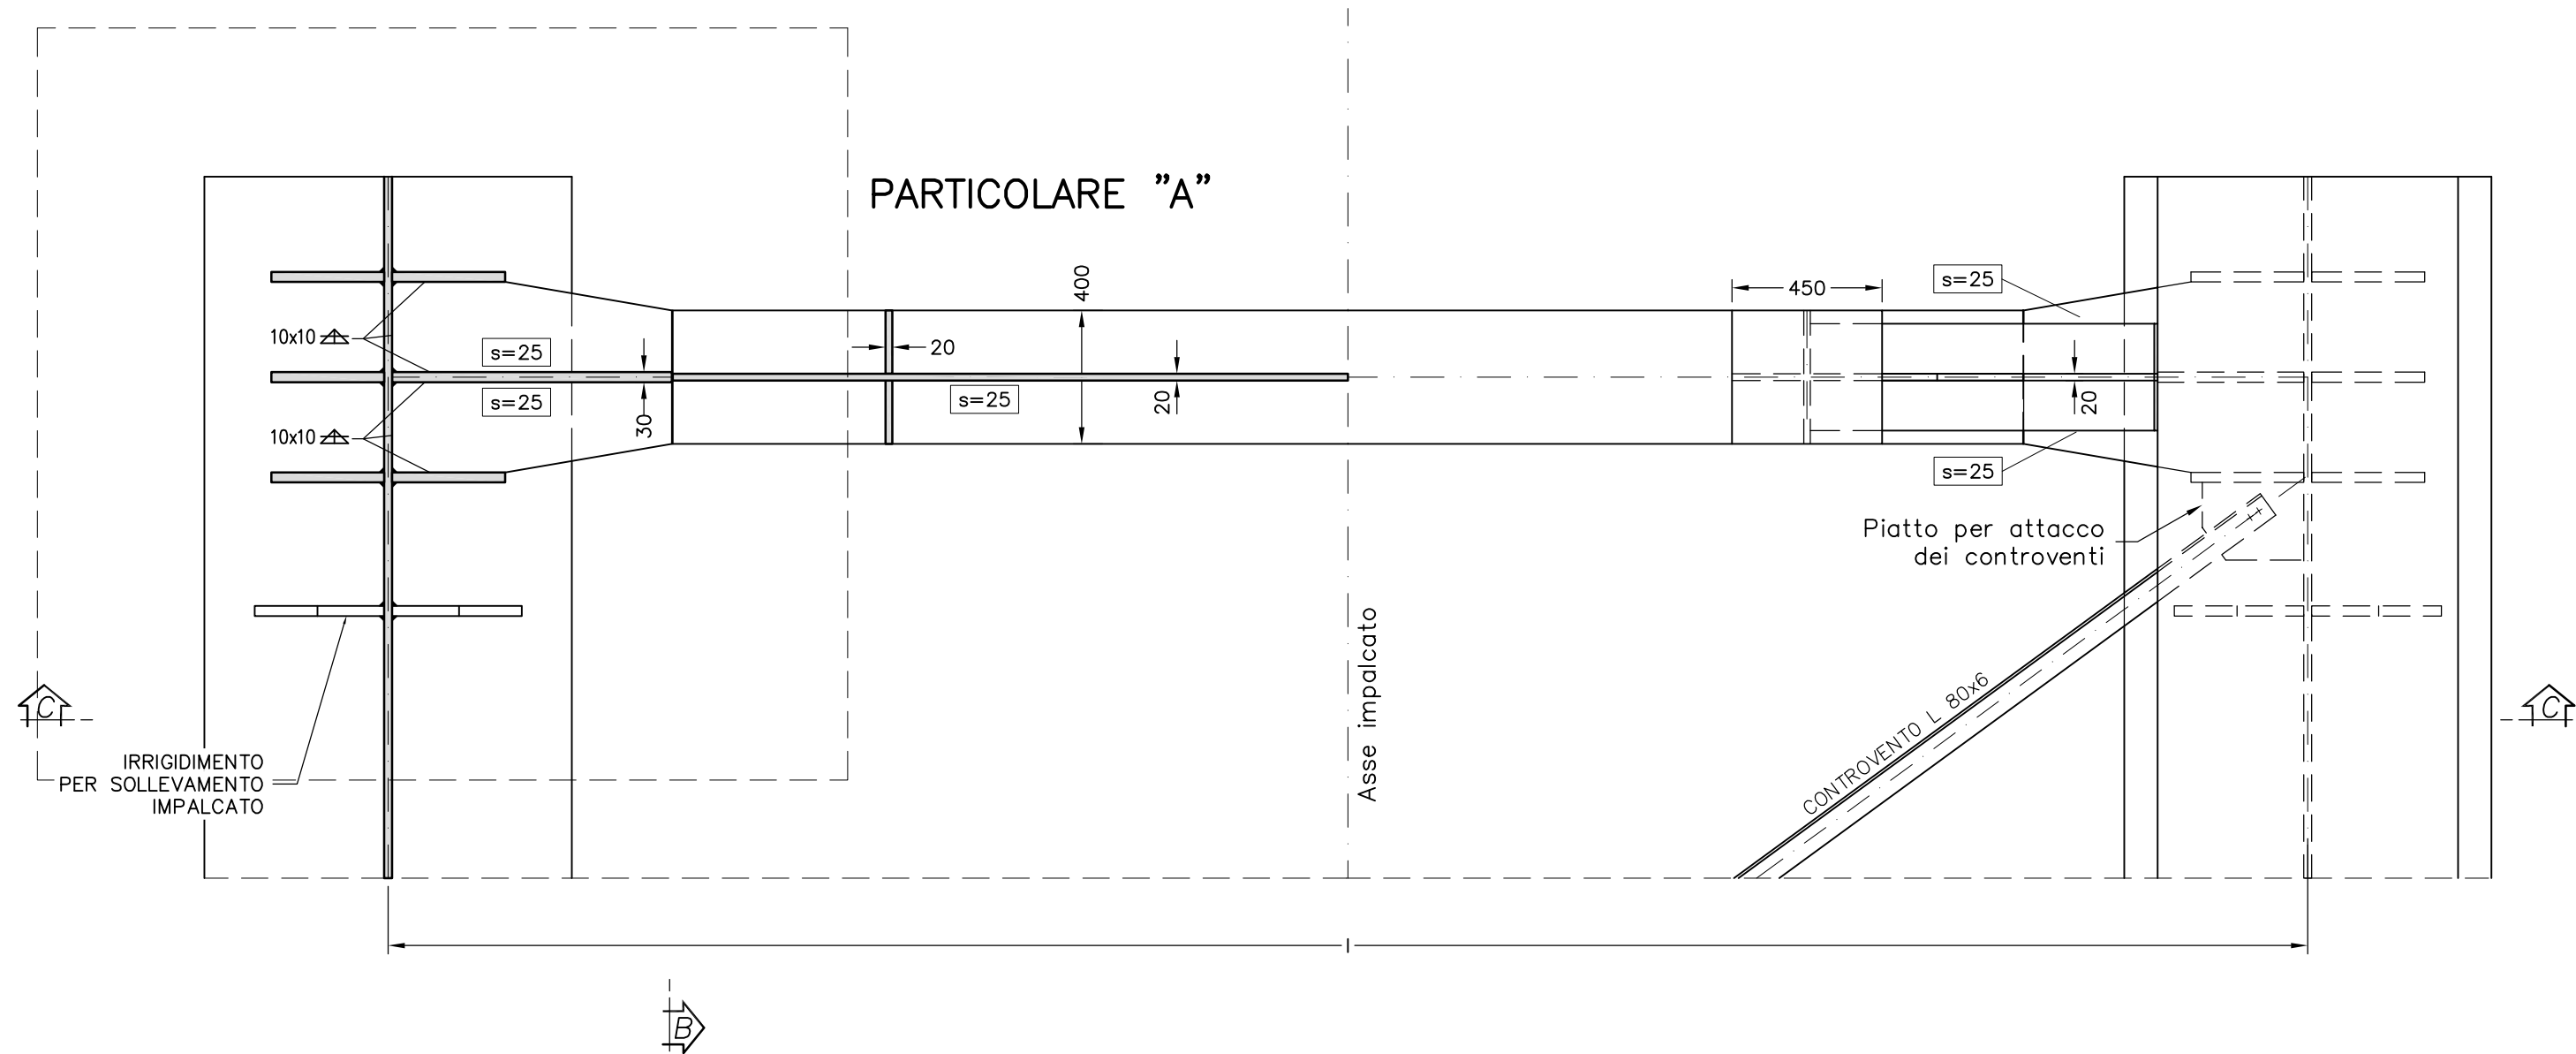 PARTICOLARE "A"
400
450
s=25
10x10
s=25
20
s=25
s=25
30
20
20
10x10
s=25
Piatto per attacco
dei controventi
Asse impalcato
CONTROVENTO L 80x6
C
C
IRRIGIDIMENTO
PER SOLLEVAMENTO
IMPALCATO
I
B